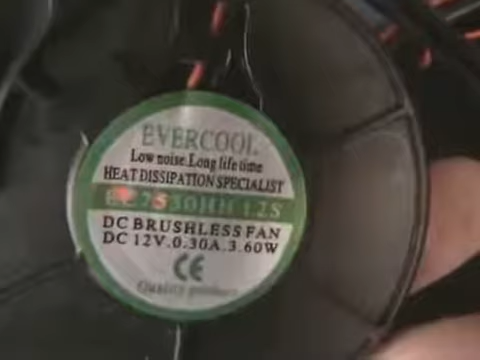 EVERCOOL
Low noise.Long life time
HEAT DISSIPATION SPECIALIST
DC BRUSHLESS FAN
DC 12V.0.30A.3.60W
CE
Quality